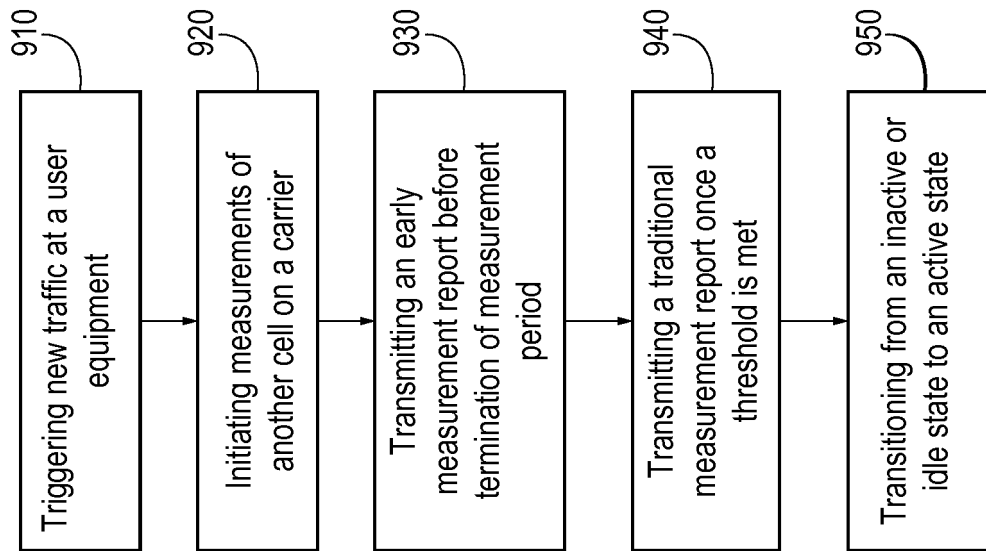 910
Triggering new traffic at a user
equipment
920
Initiating measurements of
another cell on a carrier
930
Transmitting an early
measurement report before
termination of measurement
period
940
Transmitting a traditional
measurement report once a
threshold is met
950
Transitioning from an inactive or
idle state to an active state